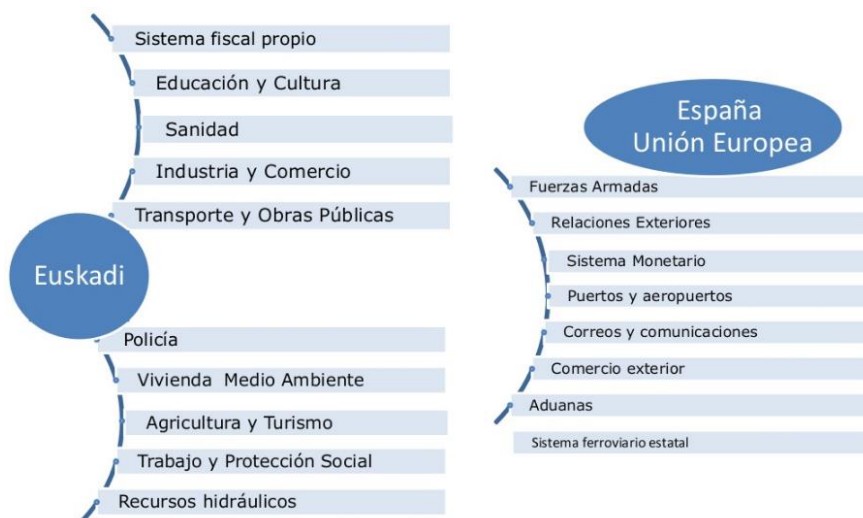 Sistema fiscal propio
Educación y Cultura
Sanidad
Industria y Comercio
Transporte y Obras Públicas
Euskadi
Policía
Vivienda Medio Ambiente
Agricultura y Turismo
Trabajo y Protección Social
Recursos hidráulicos
España
Unión Europea
Fuerzas Armadas
Relaciones Exteriores
Sistema Monetario
Puertos y aeropuertos
Correos y comunicaciones
Comercio exterior
Aduanas
Sistema ferroviario estatal